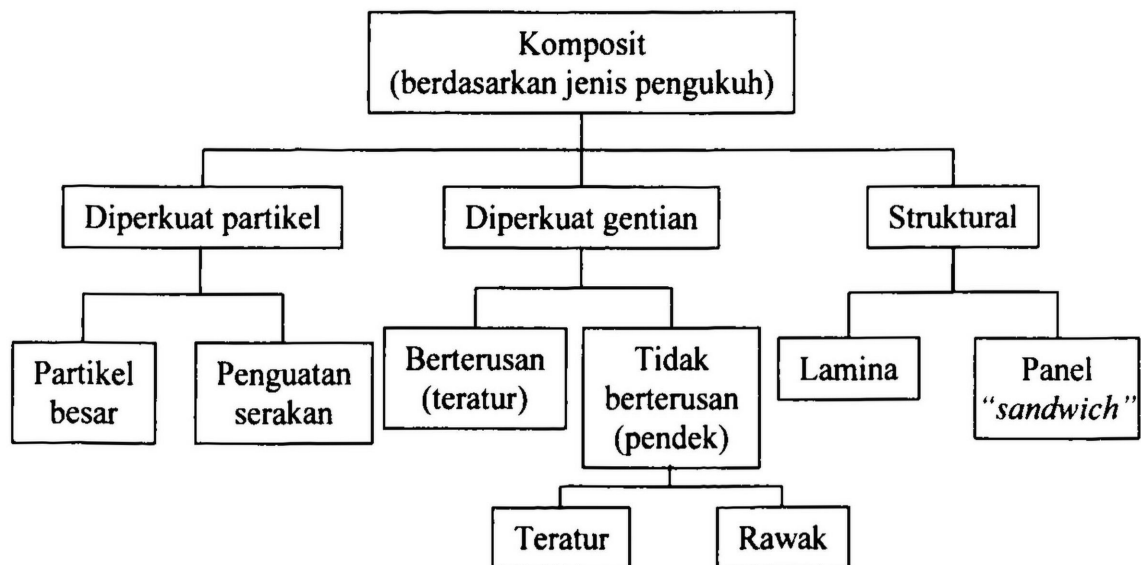 Komposit
(berdasarkan jenis pengukuh)
Diperkuat partikel
Diperkuat gentian
Struktural
Partikel
besar
Penguatan
serakan
Berterusan
(teratur)
Tidak
berterusan
(pendek)
Lamina
Panel
“sandwich”
Teratur
Rawak